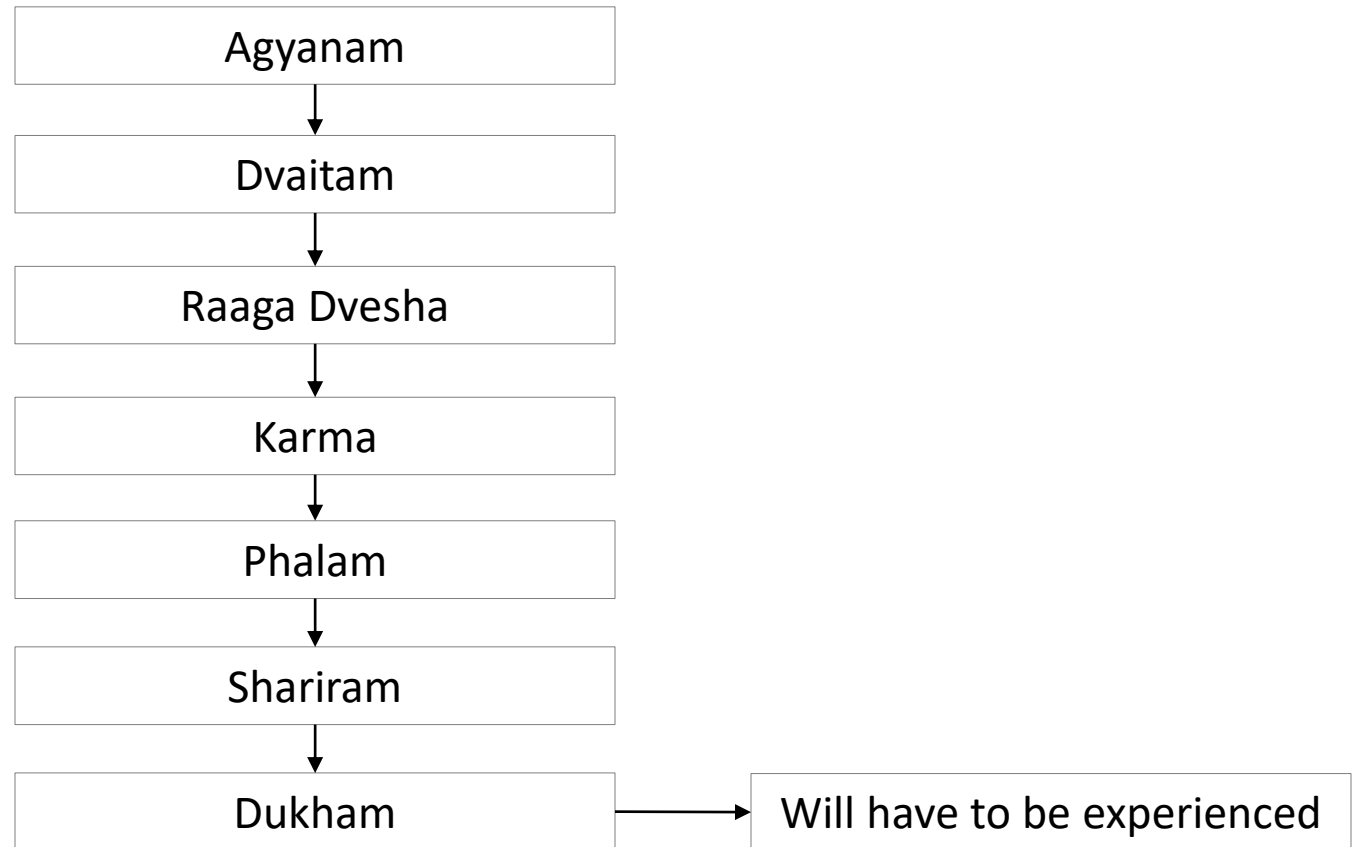 Agyanam
Dvaitam
Raaga Dvesha
Karma
Phalam
Shariram
Dukham
Will have to be experienced